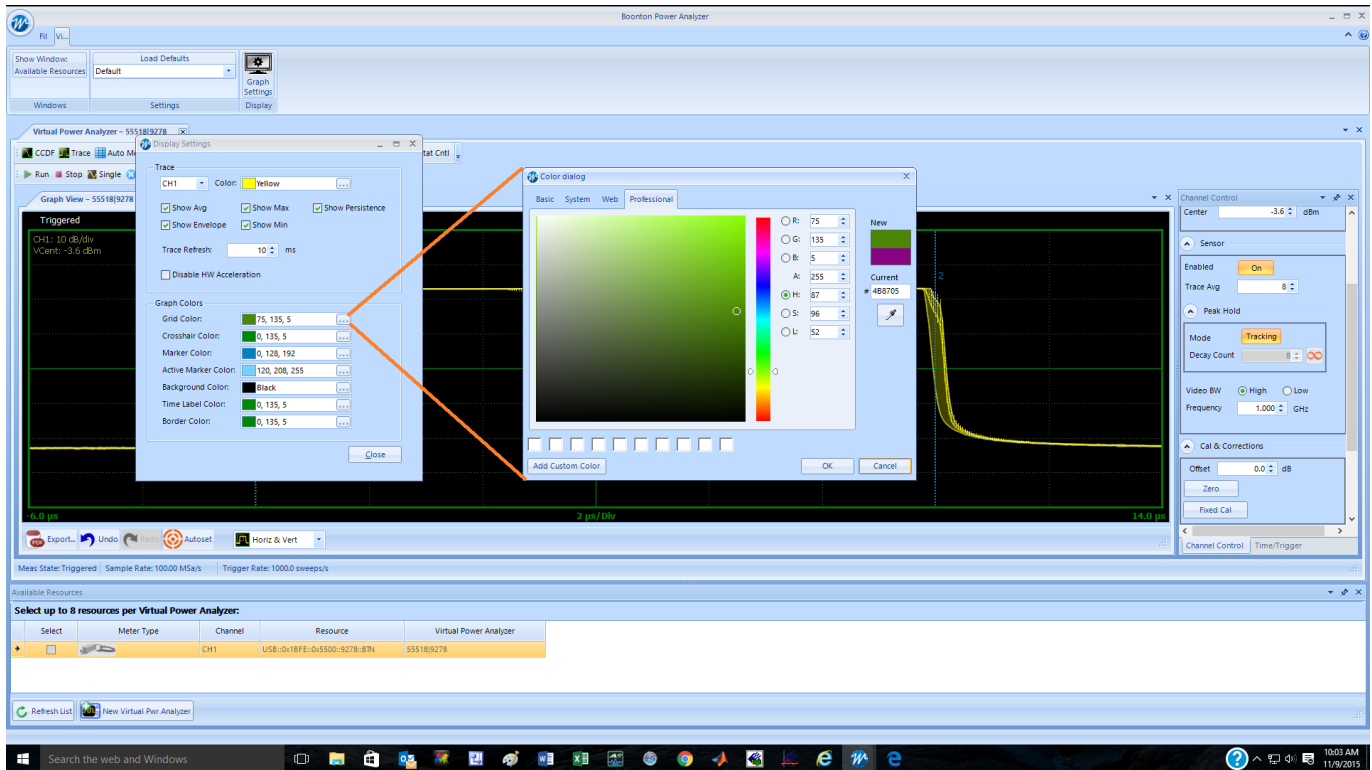 Boonton Power Analyzer
Fil Vi...
Show Window:
Available Resources
Windows
Load Defaults
Default
Settings
Graph
Settings
Display
Virtual Power Analyzer – 55518|9278
CCDF Trace Auto M
tat Cntl
Run Stop Single
Graph View – 55518|9278
Triggered
CH1: 10 dB/div
VCent: -3.6 dBm
2
-6.0 µs 2 µs/Div 14.0 µs
Display Settings
Trace
CH1 Color: Yellow ...
Show Avg Show Max Show Persistence
Show Envelope Show Min
Trace Refresh: 10 ms
Disable HW Acceleration
Graph Colors
Grid Color: 75, 135, 5 ...
Crosshair Color: 0, 135, 5 ...
Marker Color: 0, 128, 192 ...
Active Marker Color: 120, 208, 255 ...
Background Color: Black ...
Time Label Color: 0, 135, 5 ...
Border Color: 0, 135, 5 ...
Close
Color dialog
Basic System Web Professional
R: 75
G: 135
B: 5
A: 255
H: 87
S: 96
L: 52
New
Current
# 4B8705
Add Custom Color
OK Cancel
Channel Control
Center -3.6 dBm
Sensor
Enabled On
Trace Avg 8
Peak Hold
Mode Tracking
Decay Count 8
Video BW High Low
Frequency 1.000 GHz
Cal & Corrections
Offset 0.0 dB
Zero
Fixed Cal
Channel Control Time/Trigger
PDF Export... Undo Redo Autoset Horiz & Vert
Meas State: Triggered Sample Rate: 100.00 MSa/s Trigger Rate: 1000.0 sweeps/s
Available Resources
Select up to 8 resources per Virtual Power Analyzer:
Select Meter Type Channel Resource Virtual Power Analyzer
CH1 USB::0x1BFE::0x5500::9278::BTN 55518|9278
Refresh List New Virtual Pwr Analyzer
Search the web and Windows
10:03 AM
11/9/2015